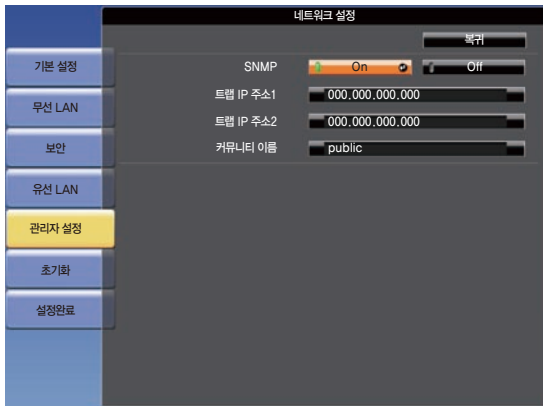 네트워크 설정
복귀
기본 설정
무선 LAN
보안
유선 LAN
관리자 설정
초기화
설정완료
SNMP On Off
트랩 IP 주소1 000.000.000.000
트랩 IP 주소2 000.000.000.000
커뮤니티 이름 public